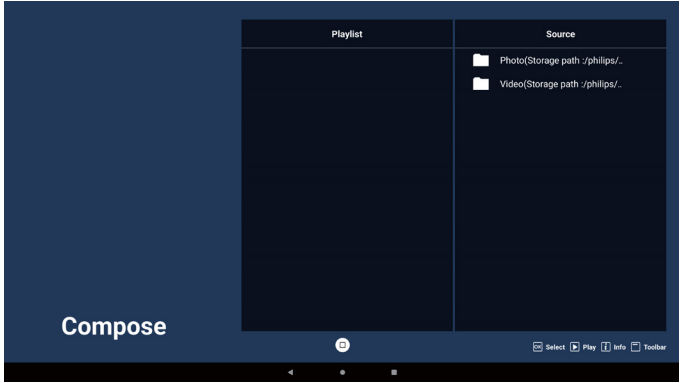 Playlist
Source
Photo(Storage path :/philips/..
Video(Storage path :/philips/..
Compose
OK Select Play i Info Toolbar